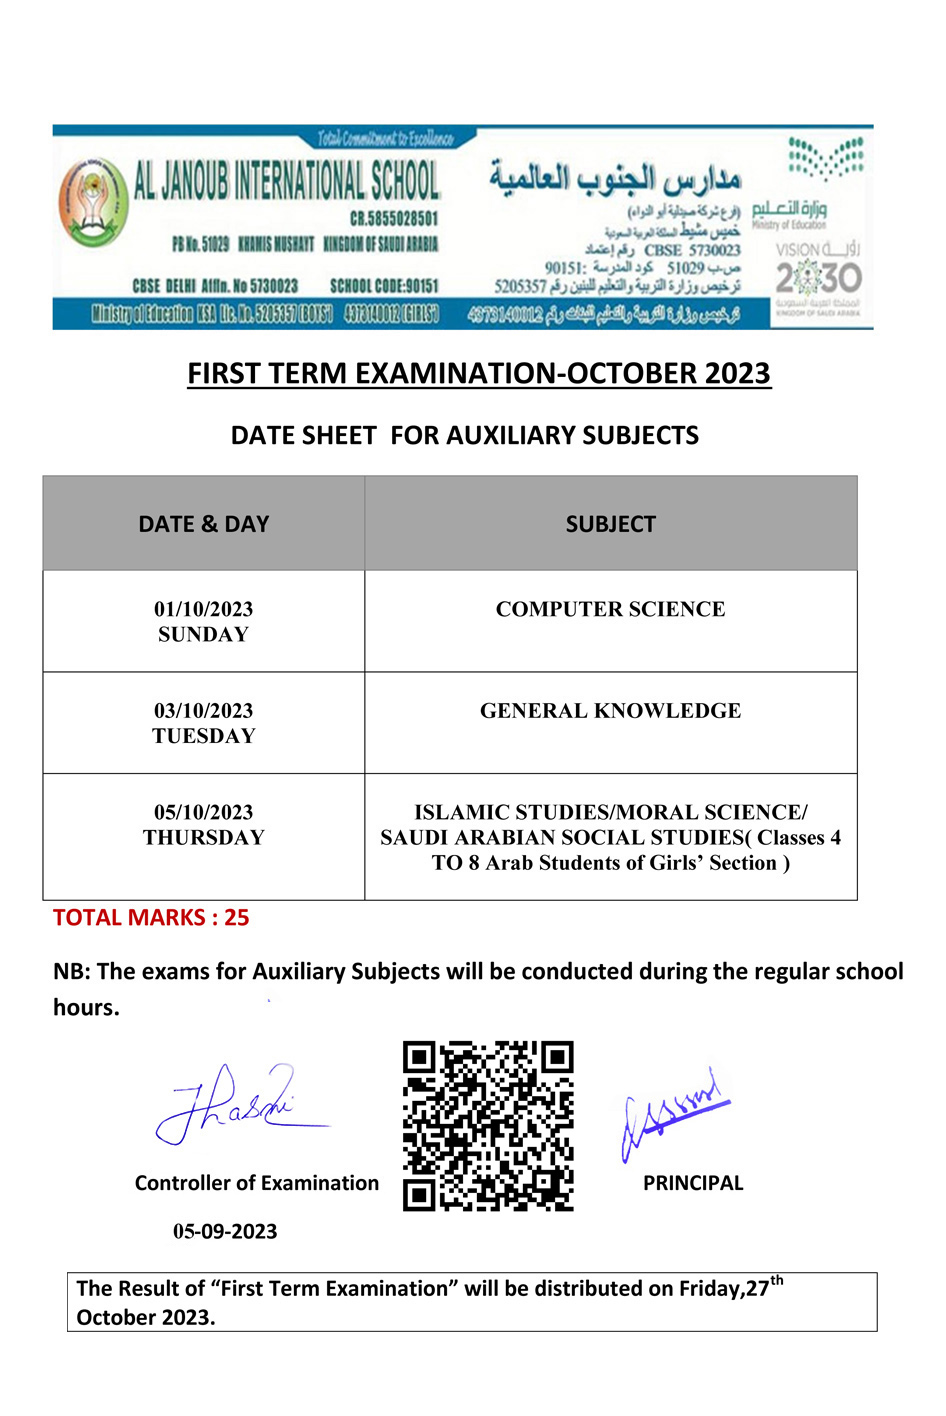 Total Commitment to Excellence
AL JANOUB INTERNATIONAL SCHOOL
CR.5855028501
PB No. 51029 KHAMIS MUSHAYT KINGDOM OF SAUDI ARABIA
CBSE DELHI Affln. No 5730023 SCHOOL CODE:90151
Ministry of Education KSA Lic. No. 5205357 (BOYS') 4373140012 (GIRLS')
مدارس الجنوب العالمية
(فرع شركة صيدلية أبو الدواء)
خميس مشيط المملكة العربية السعودية
CBSE 5730023 رقم إعتماد
ص.ب 51029 كود المدرسة :90151
ترخيص وزارة التربية والتعليم للبنين رقم 5205357
ترخيص وزارة التربية والتعليم للبنات رقم 4373140012
وزارة التعليم
Ministry of Education
VISION رؤية
2030
المملكة العربية السعودية
KINGDOM OF SAUDI ARABIA
FIRST TERM EXAMINATION-OCTOBER 2023
DATE SHEET FOR AUXILIARY SUBJECTS
DATE & DAY SUBJECT
01/10/2023 COMPUTER SCIENCE
SUNDAY
03/10/2023 GENERAL KNOWLEDGE
TUESDAY
05/10/2023 ISLAMIC STUDIES/MORAL SCIENCE/
THURSDAY SAUDI ARABIAN SOCIAL STUDIES( Classes 4
TO 8 Arab Students of Girls’ Section )
TOTAL MARKS : 25
NB: The exams for Auxiliary Subjects will be conducted during the regular school
hours.
Controller of Examination PRINCIPAL
05-09-2023
The Result of “First Term Examination” will be distributed on Friday,27th
October 2023.